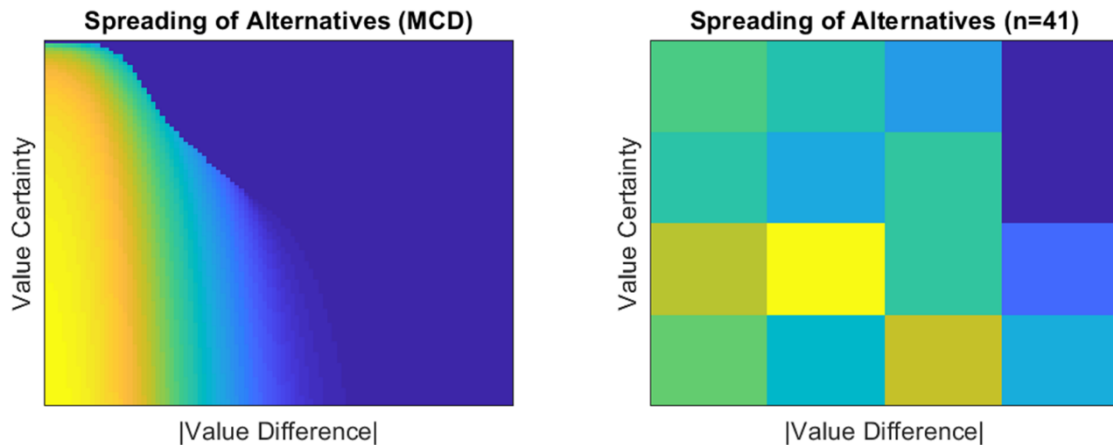 Spreading of Alternatives (MCD)
Value Certainty
|Value Difference|
Spreading of Alternatives (n=41)
Value Certainty
|Value Difference|